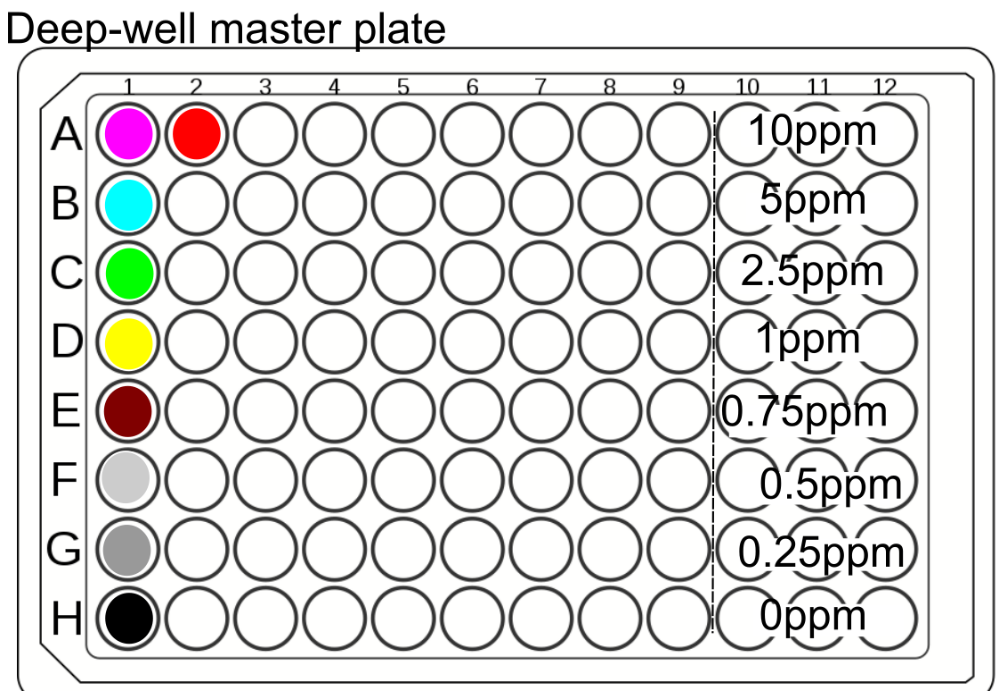 Deep-well master plate
1 2 3 4 5 6 7 8 9 10 11 12
A 10ppm
B 5ppm
C 2.5ppm
D 1ppm
E 0.75ppm
F 0.5ppm
G 0.25ppm
H 0ppm